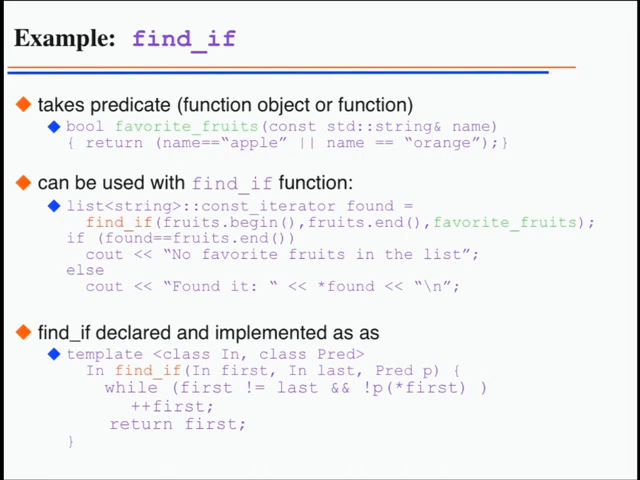 Example: find_if
takes predicate (function object or function)
bool favorite_fruits(const std::string& name)
{ return (name==“apple” || name == “orange”);}
can be used with find_if function:
list<string>::const_iterator found =
find_if(fruits.begin(),fruits.end(),favorite_fruits);
if (found==fruits.end())
cout << “No favorite fruits in the list”;
else
cout << “Found it: “ << *found << “\n”;
find_if declared and implemented as as
template <class In, class Pred>
In find_if(In first, In last, Pred p) {
while (first != last && !p(*first) )
++first;
return first;
}